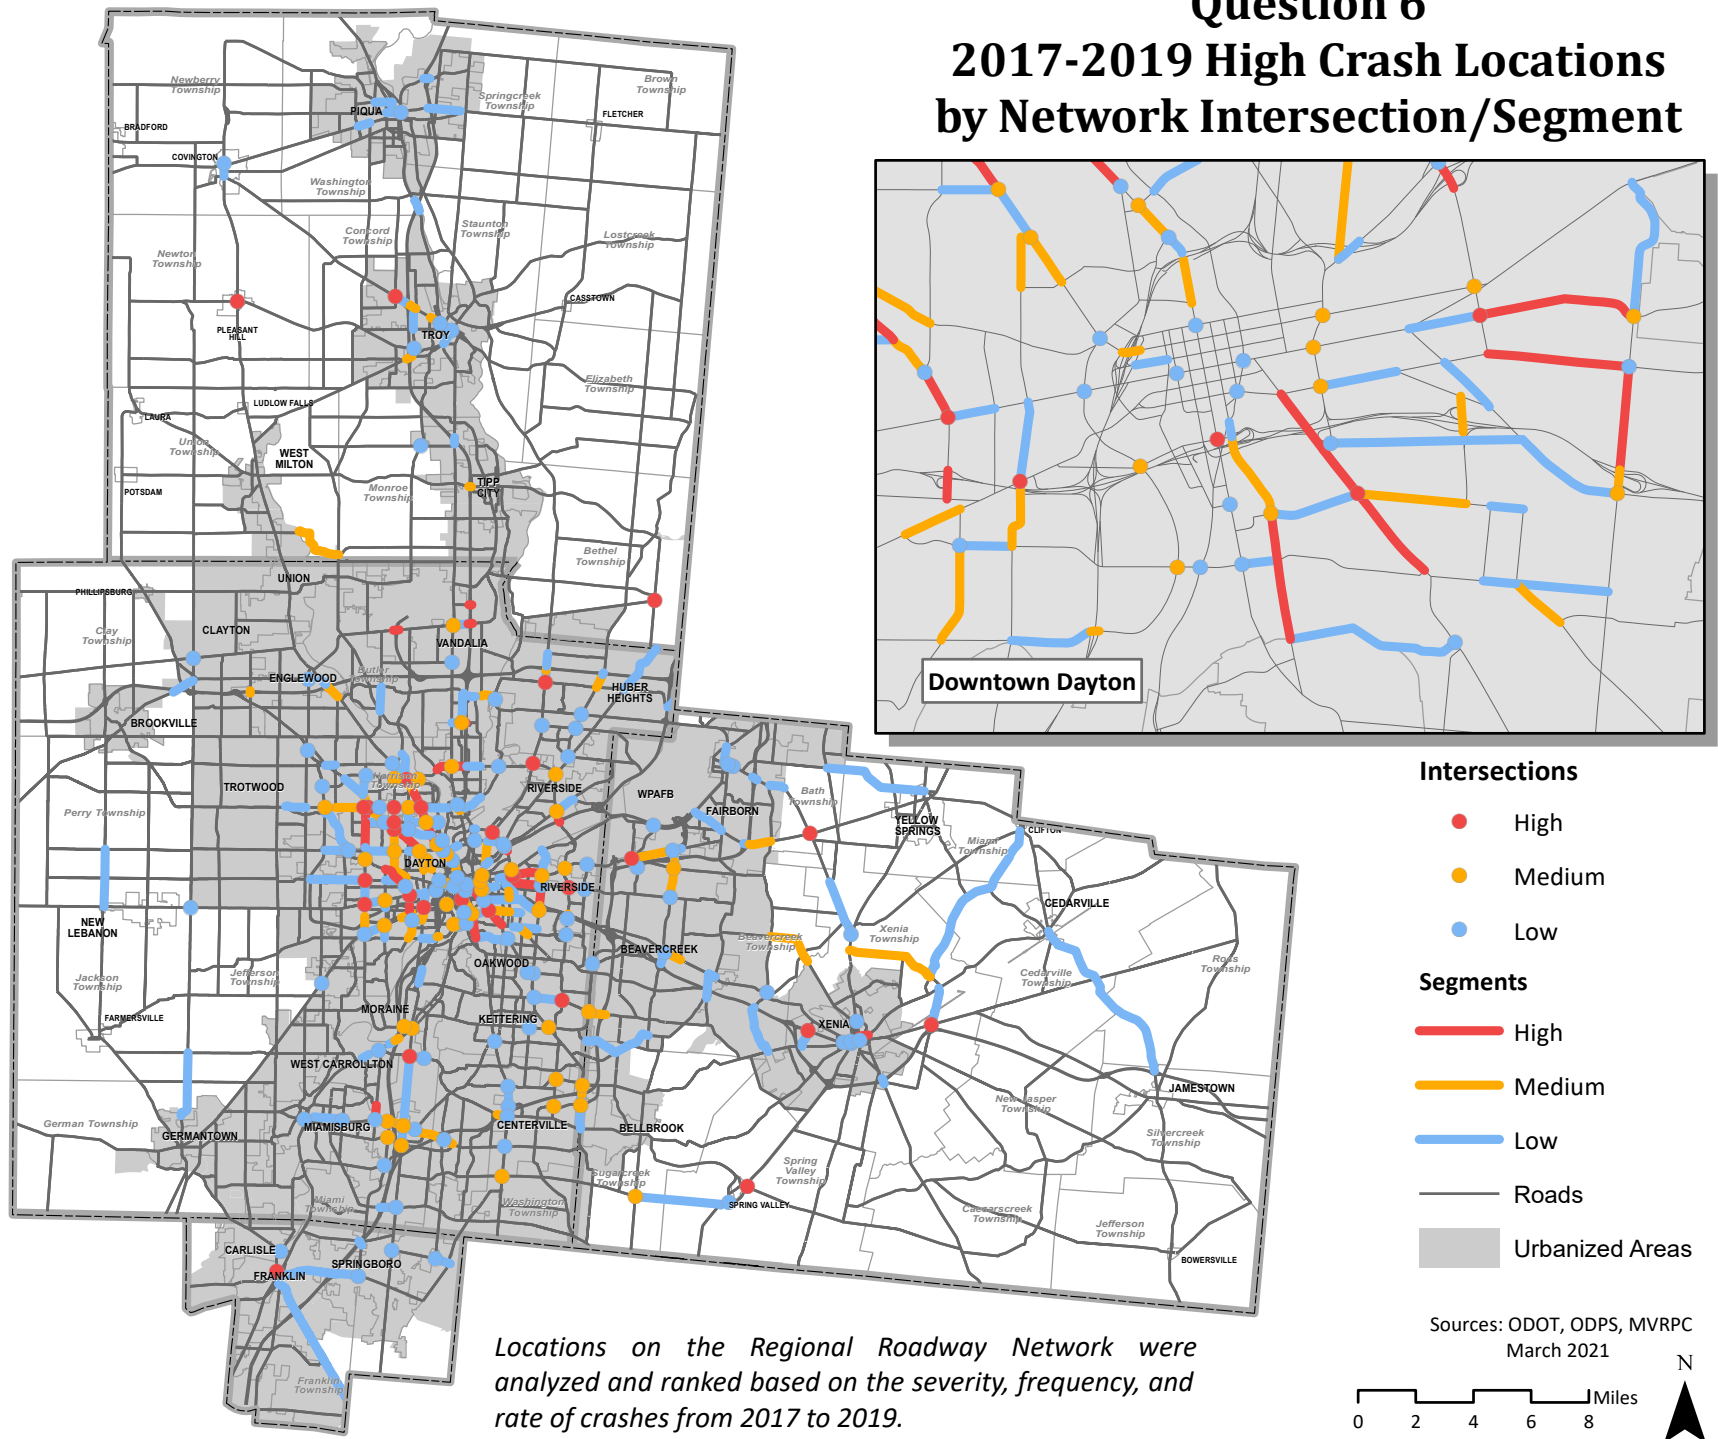 Question 6
2017-2019 High Crash Locations
by Network Intersection/Segment
Newberry
Township
Springcreek
Township
Brown
Township
PIQUA
FLETCHER
BRADFORD
COVINGTON
Washington
Township
Staunton
Township
Concord
Township
Lostcreek
Township
Newton
Township
CASSTOWN
PLEASANT
HILL
TROY
Elizabeth
Township
LUDLOW FALLS
LAURA
Union
Township
WEST
MILTON
POTSDAM
Monroe
Township
TIPP
CITY
Bethel
Township
UNION
PHILLIPSBURG
Clay
Township
CLAYTON
VANDALIA
Butler
Township
ENGLEWOOD
HUBER
HEIGHTS
BROOKVILLE
Downtown Dayton
TROTWOOD
Harrison
Township
RIVERSIDE
WPAFB
FAIRBORN
Bath
Township
YELLOW
SPRINGS
CLIFTON
Miami
Township
Perry Township
DAYTON
RIVERSIDE
CEDARVILLE
NEW
LEBANON
BEAVERCREEK
Beavercreek
Township
Xenia
Township
OAKWOOD
Jackson
Township
Jefferson
Township
Cedarville
Township
Ross
Township
MORAINE
KETTERING
FARMERSVILLE
XENIA
WEST CARROLLTON
JAMESTOWN
New Jasper
Township
German Township
GERMANTOWN
MIAMISBURG
CENTERVILLE
BELLBROOK
Silvercreek
Township
Sugarcreek
Township
Spring
Valley
Township
Miami
Township
Washington
Township
SPRING VALLEY
Caesarscreek
Township
Jefferson
Township
CARLISLE
FRANKLIN
SPRINGBORO
BOWERSVILLE
Franklin
Township
Intersections
High
Medium
Low
Segments
High
Medium
Low
Roads
Urbanized Areas
Locations on the Regional Roadway Network were
analyzed and ranked based on the severity, frequency, and
rate of crashes from 2017 to 2019.
Sources: ODOT, ODPS, MVRPC
March 2021
N
Miles
0 2 4 6 8